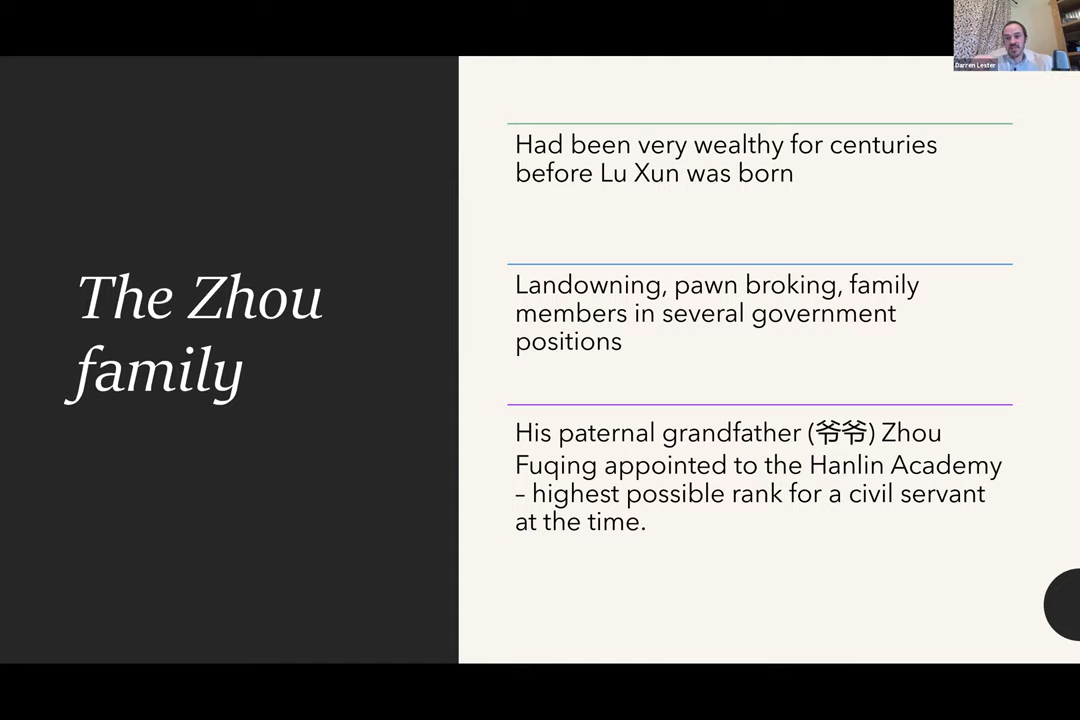 Darren Lester
The Zhou
family
Had been very wealthy for centuries
before Lu Xun was born
Landowning, pawn broking, family
members in several government
positions
His paternal grandfather (爷爷) Zhou
Fuqing appointed to the Hanlin Academy
– highest possible rank for a civil servant
at the time.